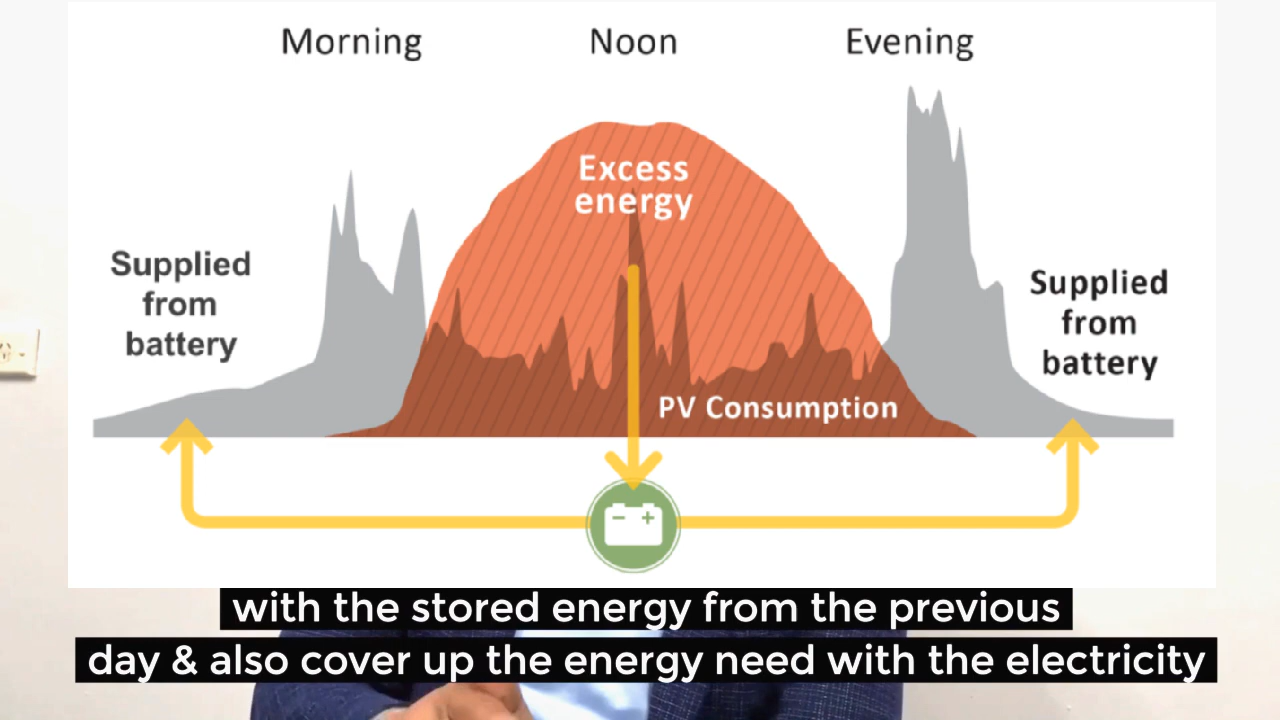 Morning
Noon
Evening
Excess
energy
Supplied
from
battery
Supplied
from
battery
PV Consumption
- +
with the stored energy from the previous
day & also cover up the energy need with the electricity